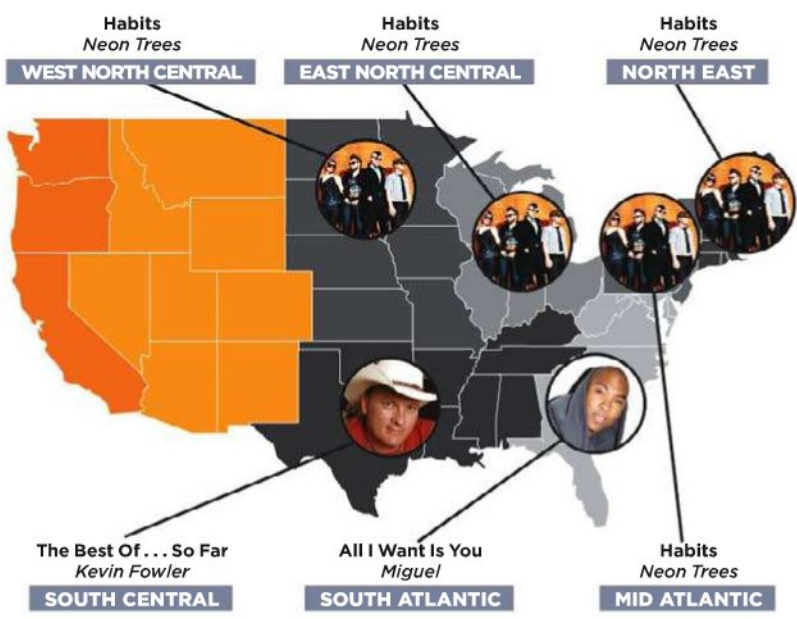 Habits
Neon Trees
WEST NORTH CENTRAL
Habits
Neon Trees
EAST NORTH CENTRAL
Habits
Neon Trees
NORTH EAST
The Best Of . . . So Far
Kevin Fowler
SOUTH CENTRAL
All I Want Is You
Miguel
SOUTH ATLANTIC
Habits
Neon Trees
MID ATLANTIC